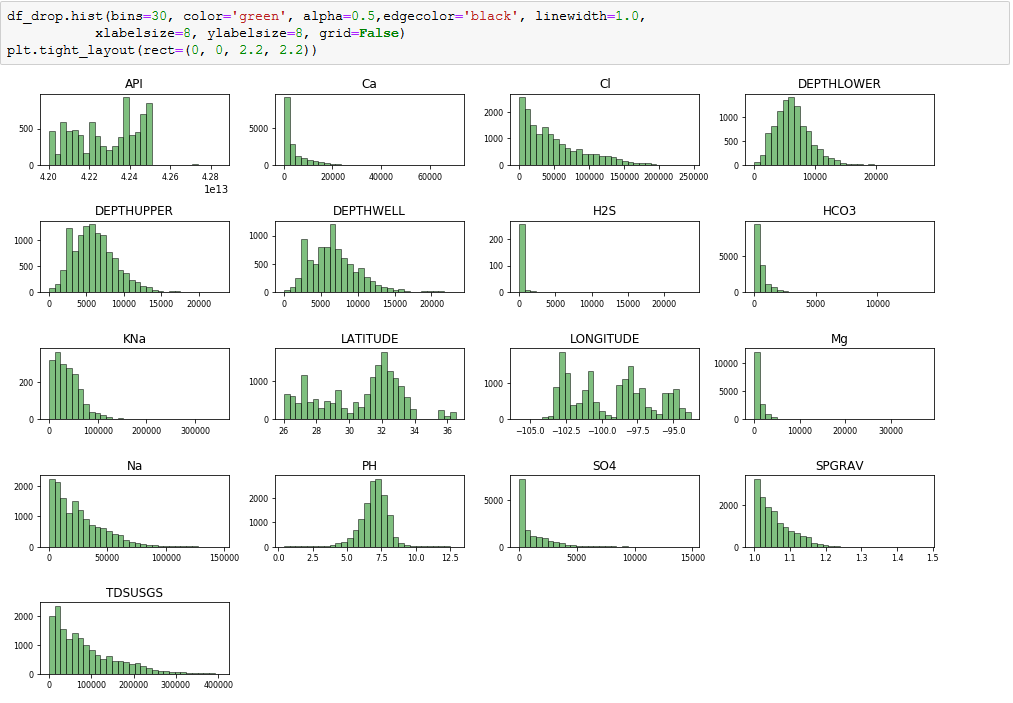 df_drop.hist(bins=30, color='green', alpha=0.5,edgecolor='black', linewidth=1.0,
xlabelsize=8, ylabelsize=8, grid=False)
plt.tight_layout(rect=(0, 0, 2.2, 2.2))
API Ca Cl DEPTHLOWER
500
0
4.20 4.22 4.24 4.26 4.28
1e13
5000
0
0 20000 40000 60000
2000
1000
0
0 50000 100000 150000 200000 250000
1000
500
0
0 10000 20000
DEPTHUPPER DEPTHWELL H2S HCO3
1000
500
0
0 5000 10000 15000 20000
1000
500
0
0 5000 10000 15000 20000
200
100
0
0 5000 10000 15000 20000
5000
0
0 5000 10000
KNa LATITUDE LONGITUDE Mg
200
0
0 100000 200000 300000
1000
0
26 28 30 32 34 36
1000
0
−105.0 −102.5 −100.0 −97.5 −95.0
10000
5000
0
0 10000 20000 30000
Na PH SO4 SPGRAV
2000
1000
0
0 50000 100000 150000
2000
1000
0
0.0 2.5 5.0 7.5 10.0 12.5
5000
0
0 5000 10000 15000
2000
0
1.0 1.1 1.2 1.3 1.4 1.5
TDSUSGS
2000
1000
0
0 100000 200000 300000 400000